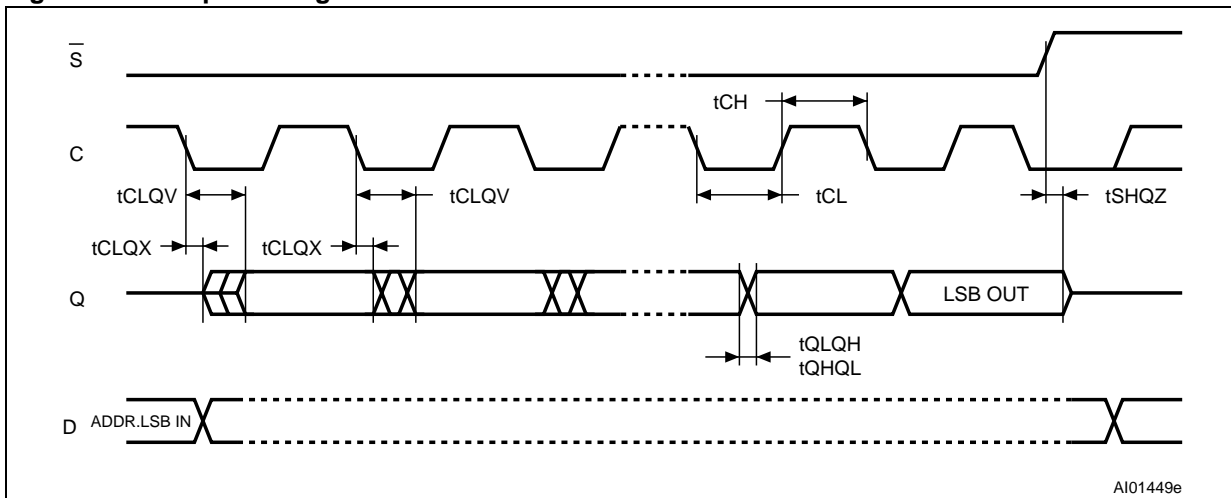 S
tCH
C
tCLQV
tCLQV
tCL
tSHQZ
tCLQX
tCLQX
Q
LSB OUT
tQLQH
tQHQL
D
ADDR.LSB IN
AI01449e